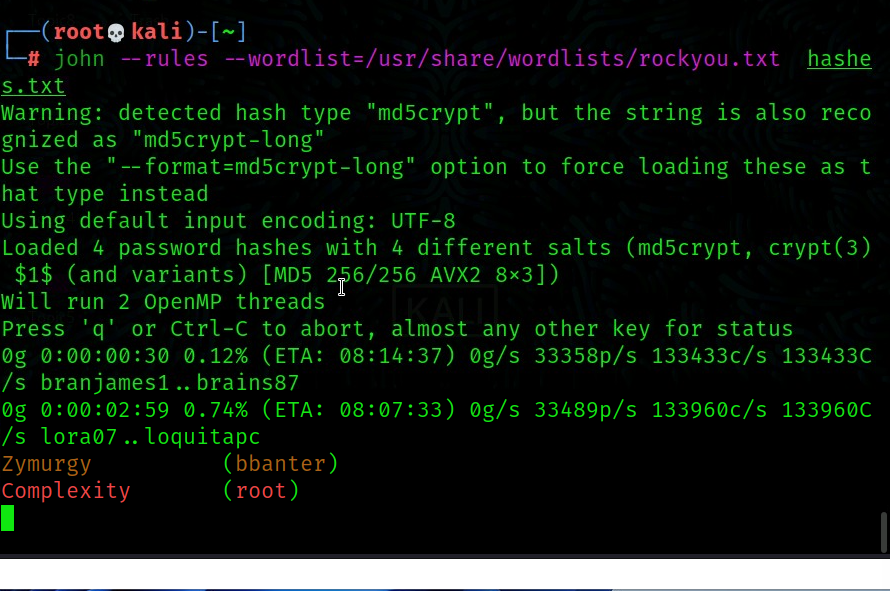 ┌──(root💀kali)-[~]
└─# john --rules --wordlist=/usr/share/wordlists/rockyou.txt  hashe
s.txt
Warning: detected hash type "md5crypt", but the string is also reco
gnized as "md5crypt-long"
Use the "--format=md5crypt-long" option to force loading these as t
hat type instead
Using default input encoding: UTF-8
Loaded 4 password hashes with 4 different salts (md5crypt, crypt(3)
 $1$ (and variants) [MD5 256/256 AVX2 8×3])
Will run 2 OpenMP threads
KALI
Press 'q' or Ctrl-C to abort, almost any other key for status
0g 0:00:00:30 0.12% (ETA: 08:14:37) 0g/s 33358p/s 133433c/s 133433C
/s branjames1..brains87
0g 0:00:02:59 0.74% (ETA: 08:07:33) 0g/s 33489p/s 133960c/s 133960C
/s lora07..loquitapc
Zymurgy          (bbanter)
Complexity       (root)